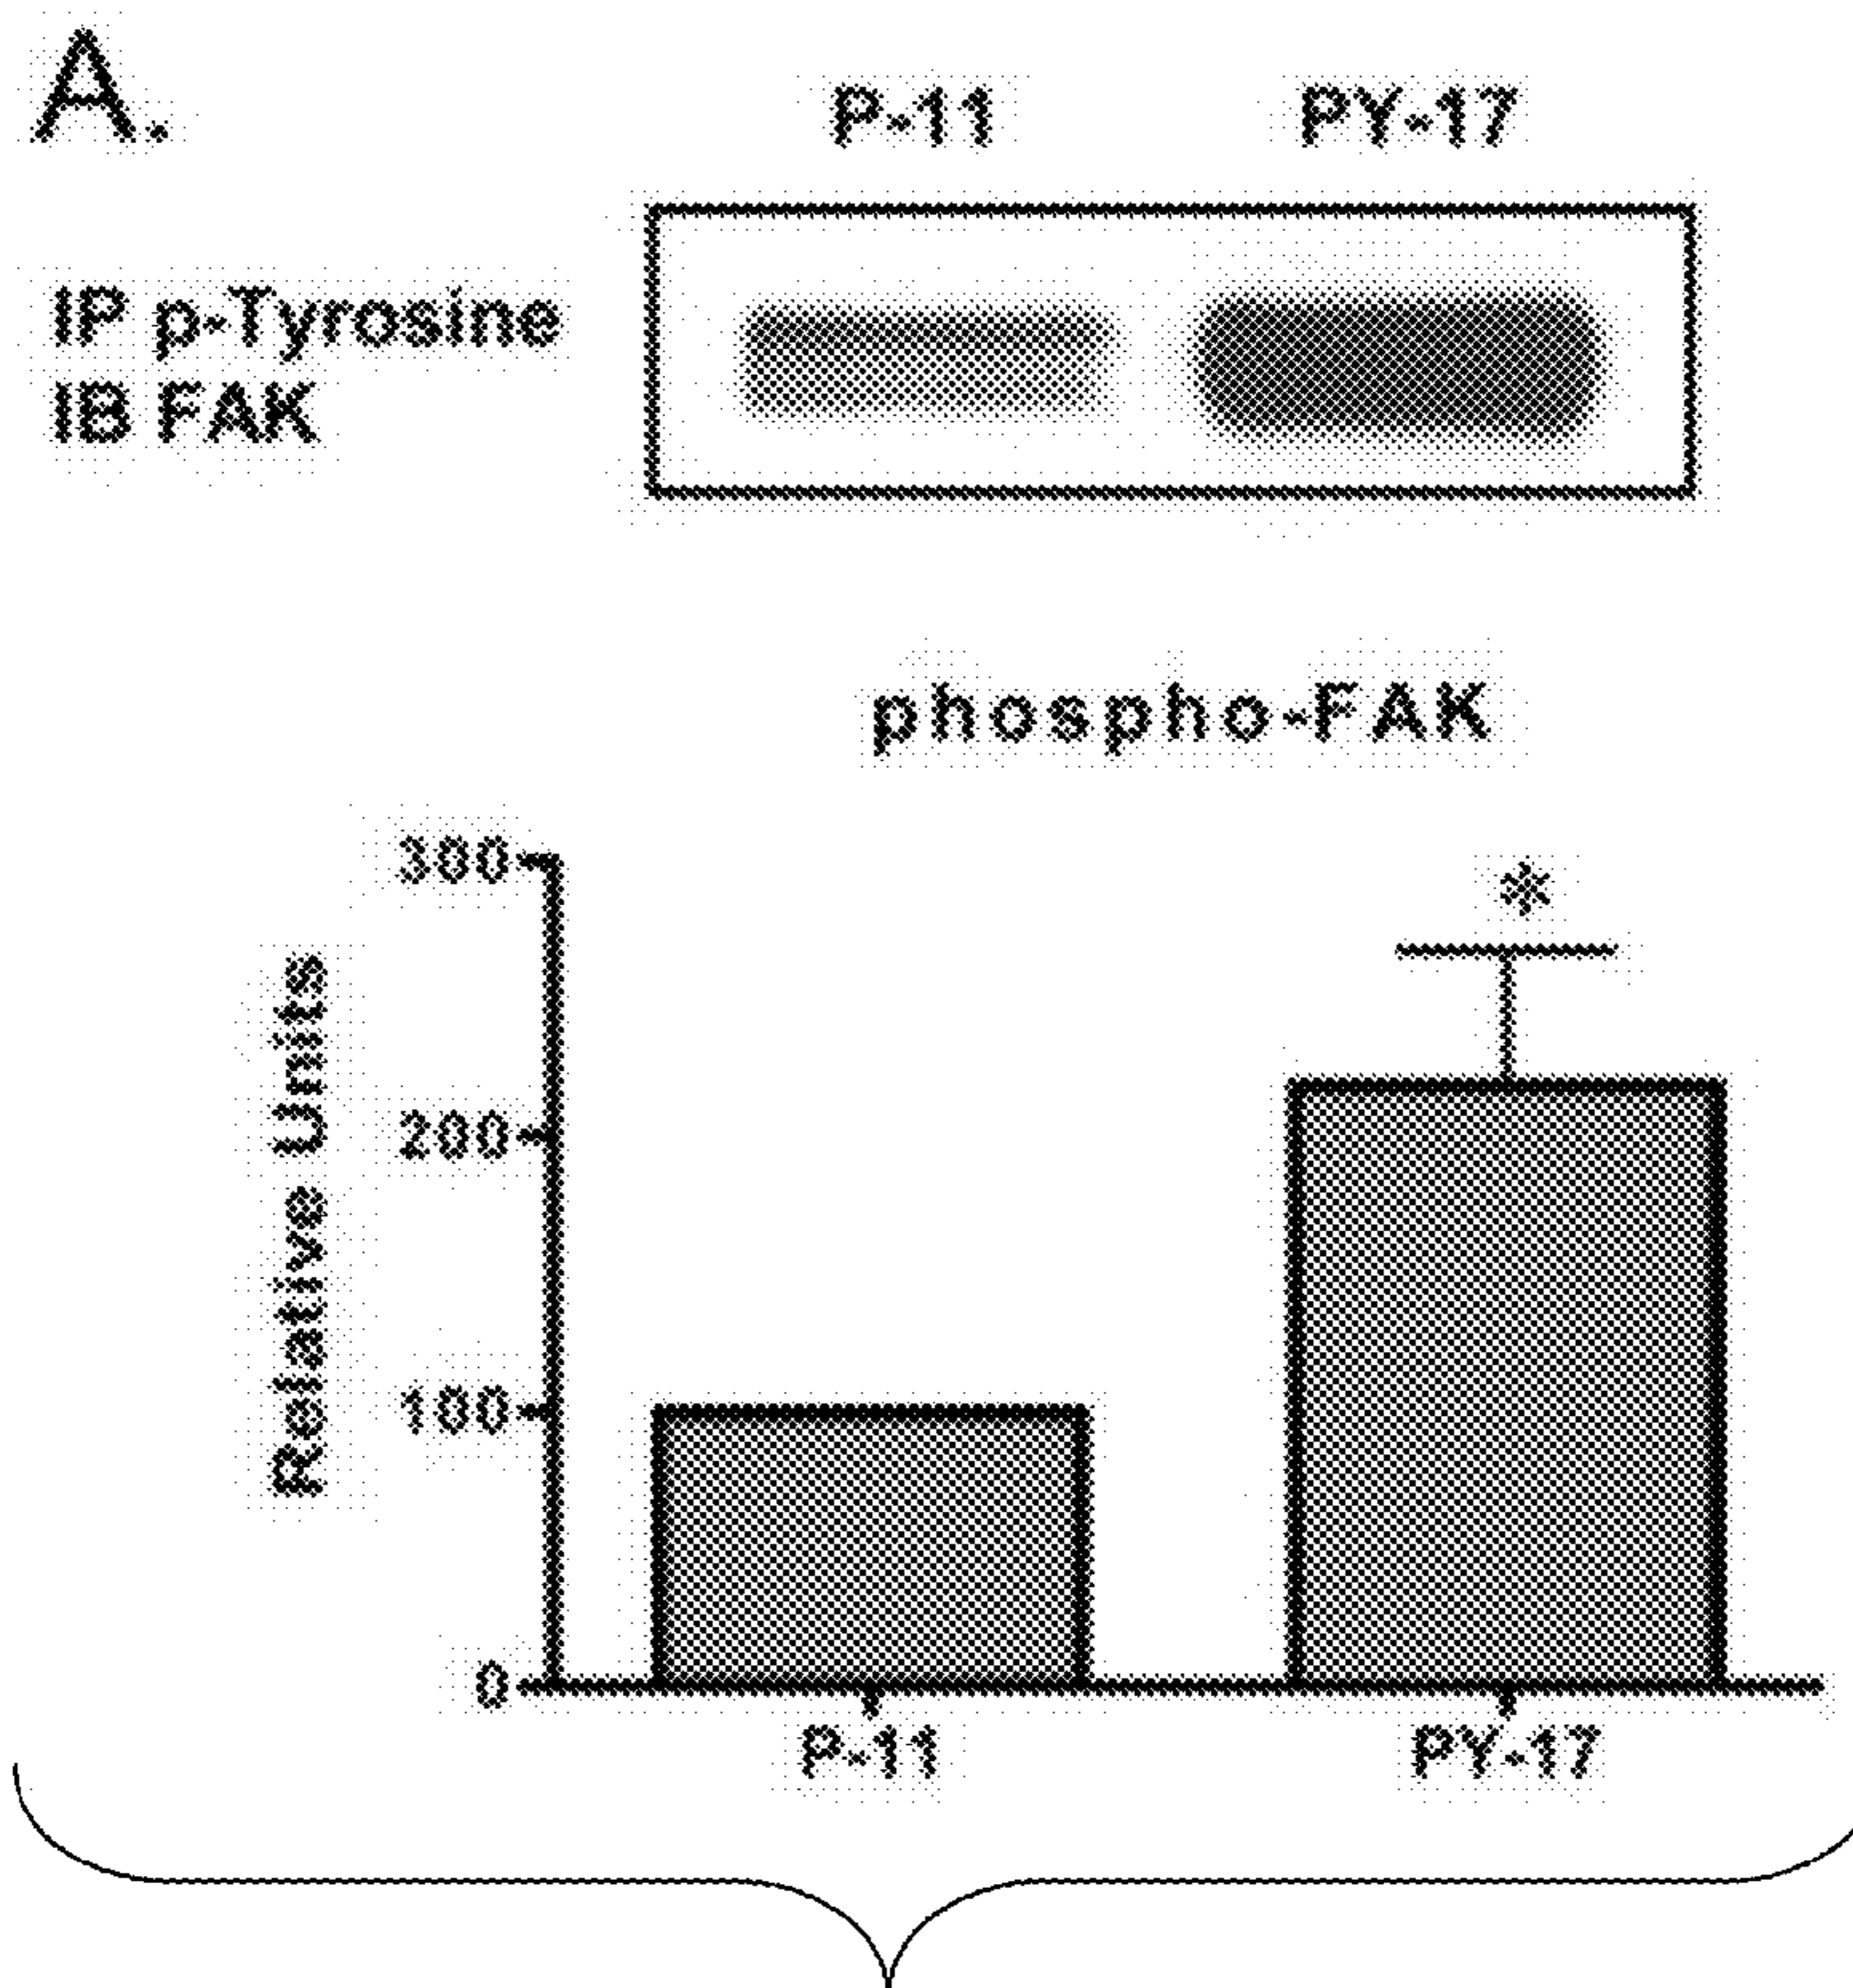 A.
P-11 PY-17
IP p-Tyrosine
IB FAK
phospho-FAK
300
*
200
100
0
Relative Units
P-11 PY-17